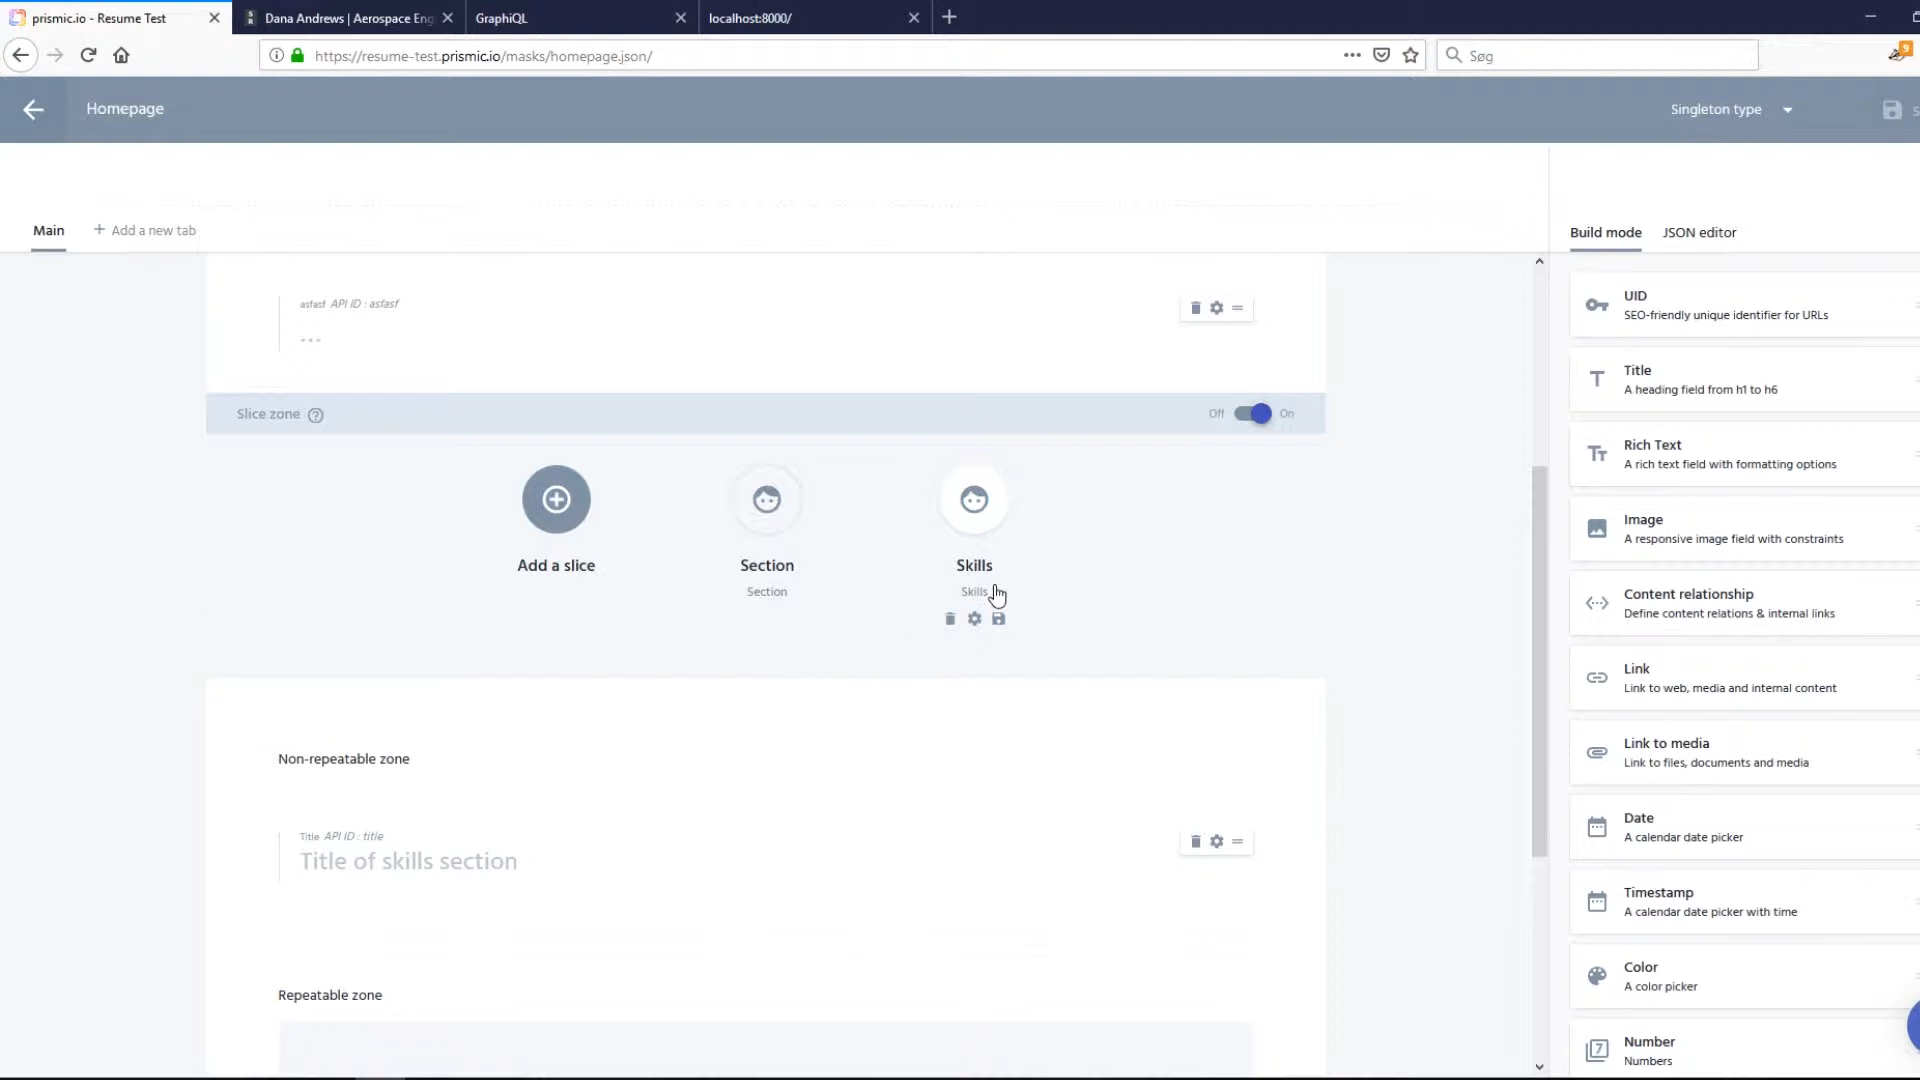 prismic.io - Resume Test
Dana Andrews | Aerospace Eng
GraphiQL
localhost:8000/
https://resume-test.prismic.io/masks/homepage.json/
Søg
9
Homepage
Singleton type
Main
+ Add a new tab
Build mode
JSON editor
asfasf API ID : asfasf
...
Slice zone
Off
On
Add a slice
Section
Section
Skills
Skills
Non-repeatable zone
Title API ID : title
Title of skills section
Repeatable zone
UID
SEO-friendly unique identifier for URLs
Title
A heading field from h1 to h6
Rich Text
A rich text field with formatting options
Image
A responsive image field with constraints
Content relationship
Define content relations & internal links
Link
Link to web, media and internal content
Link to media
Link to files, documents and media
Date
A calendar date picker
Timestamp
A calendar date picker with time
Color
A color picker
Number
Numbers